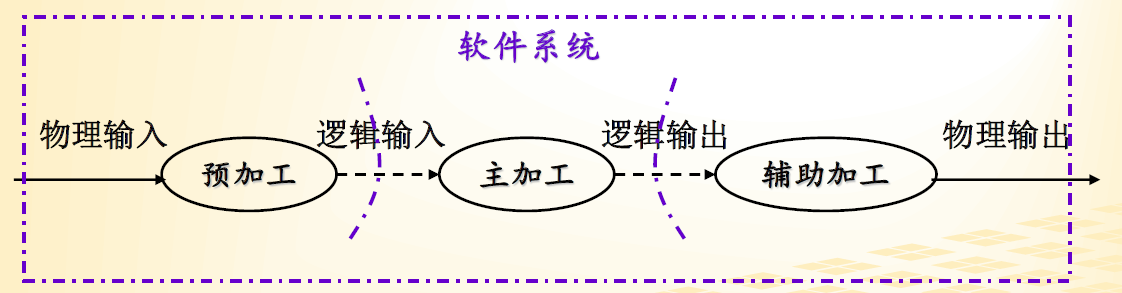 软件系统
物理输入
逻辑输入
逻辑输出
物理输出
预加工
主加工
辅助加工